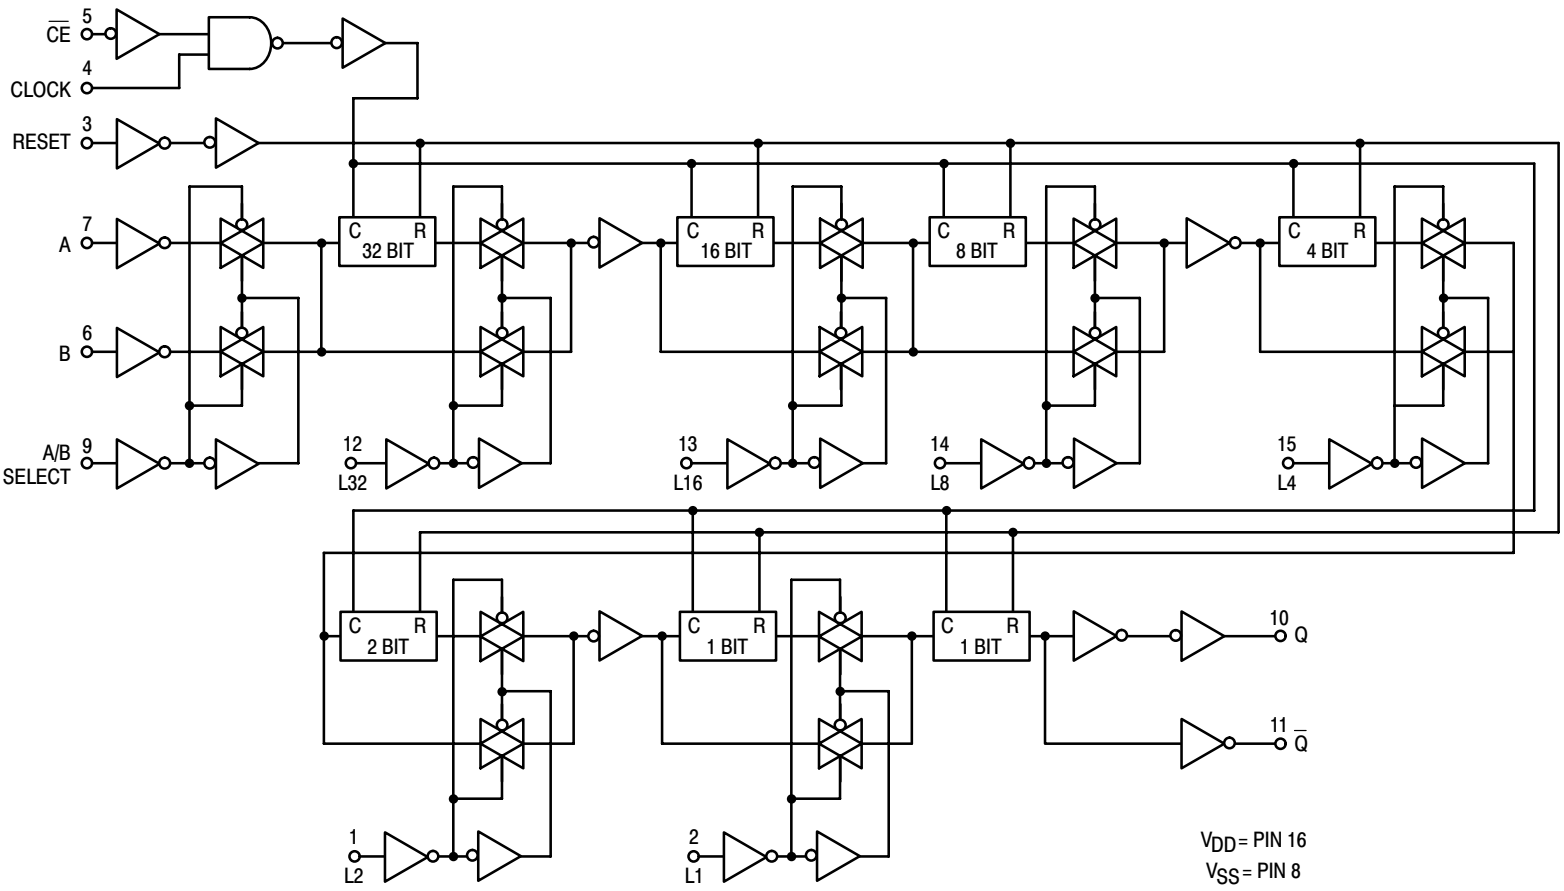 5
CE
4
CLOCK
3
RESET
7
A
C R
32 BIT
C R
16 BIT
C R
8 BIT
C R
4 BIT
6
B
9
A/B
SELECT
12
L32
13
L16
14
L8
15
L4
C R
2 BIT
C R
1 BIT
C R
1 BIT
10
Q
11
Q
1
L2
2
L1
VDD = PIN 16
VSS = PIN 8